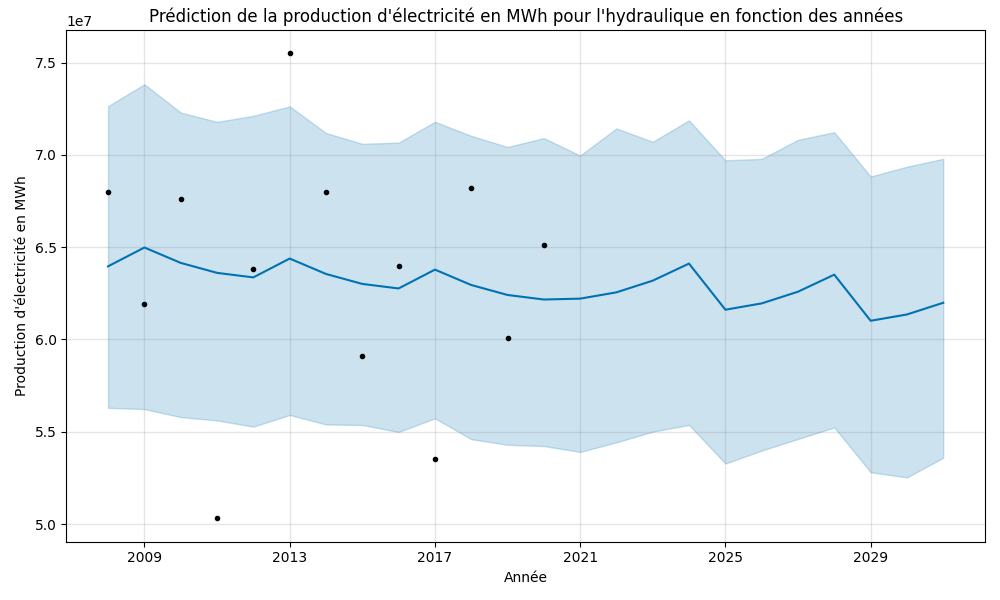 Prédiction de la production d'électricité en MWh pour l'hydraulique en fonction des années
1e7
7.5
7.0
6.5
6.0
5.5
5.0
Production d'électricité en MWh
2009 2013 2017 2021 2025 2029
Année